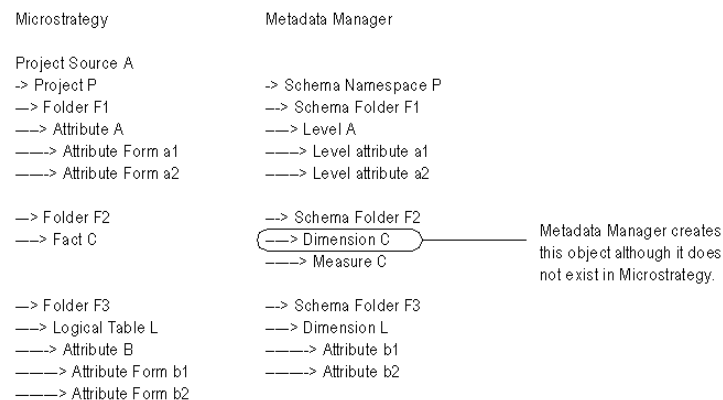 Microstrategy    Metadata Manager
Project Source A
-> Project P    -> Schema Namespace P
—> Folder F1    —> Schema Folder F1
——> Attribute A    ——> Level A
———> Attribute Form a1    ———> Level attribute a1
———> Attribute Form a2    ———> Level attribute a2
—> Folder F2    —> Schema Folder F2
——> Fact C    ——> Dimension C    Metadata Manager creates
———> Measure C    this object although it does
not exist in Microstrategy.
—> Folder F3    —> Schema Folder F3
——> Logical Table L    ——> Dimension L
———> Attribute B    ———> Attribute b1
————> Attribute Form b1    ———> Attribute b2
————> Attribute Form b2